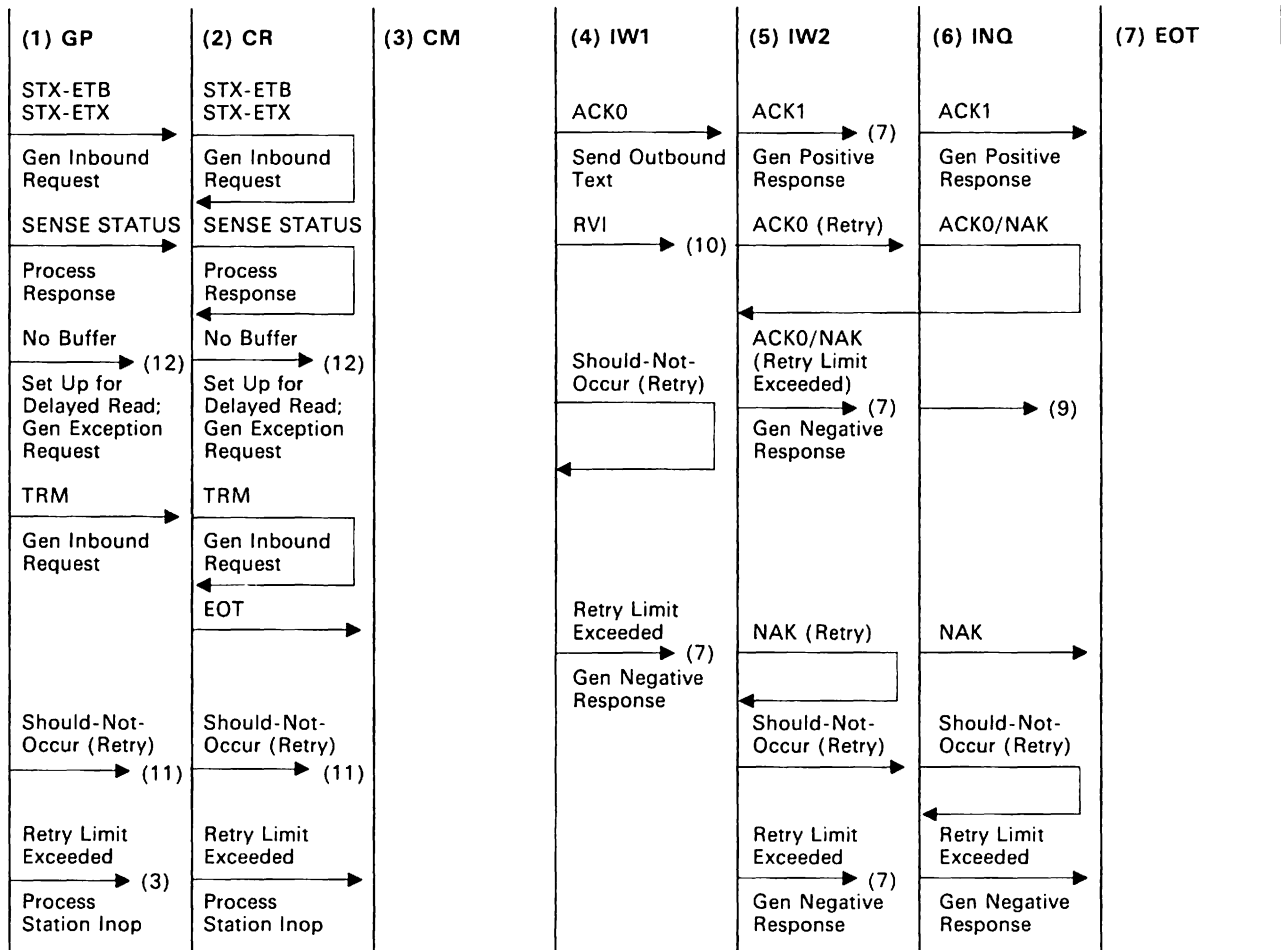 (1) GP
(2) CR
(3) CM
(4) IW1
(5) IW2
(6) INQ
(7) EOT
STX-ETB
STX-ETX
Gen Inbound
Request
SENSE STATUS
Process
Response
No Buffer
(12)
Set Up for
Delayed Read;
Gen Exception
Request
TRM
Gen Inbound
Request
Should-Not-
Occur (Retry)
(11)
Retry Limit
Exceeded
(3)
Process
Station Inop
STX-ETB
STX-ETX
Gen Inbound
Request
SENSE STATUS
Process
Response
No Buffer
(12)
Set Up for
Delayed Read;
Gen Exception
Request
TRM
Gen Inbound
Request
EOT
Should-Not-
Occur (Retry)
(11)
Retry Limit
Exceeded
Process
Station Inop
ACK0
Send Outbound
Text
RVI
(10)
Should-Not-
Occur (Retry)
Retry Limit
Exceeded
(7)
Gen Negative
Response
ACK1
(7)
Gen Positive
Response
ACK0 (Retry)
ACK0/NAK
(Retry Limit
Exceeded)
(7)
Gen Negative
Response
NAK (Retry)
Should-Not-
Occur (Retry)
Retry Limit
Exceeded
(7)
Gen Negative
Response
ACK1
Gen Positive
Response
ACK0/NAK
(9)
NAK
Should-Not-
Occur (Retry)
Retry Limit
Exceeded
Gen Negative
Response